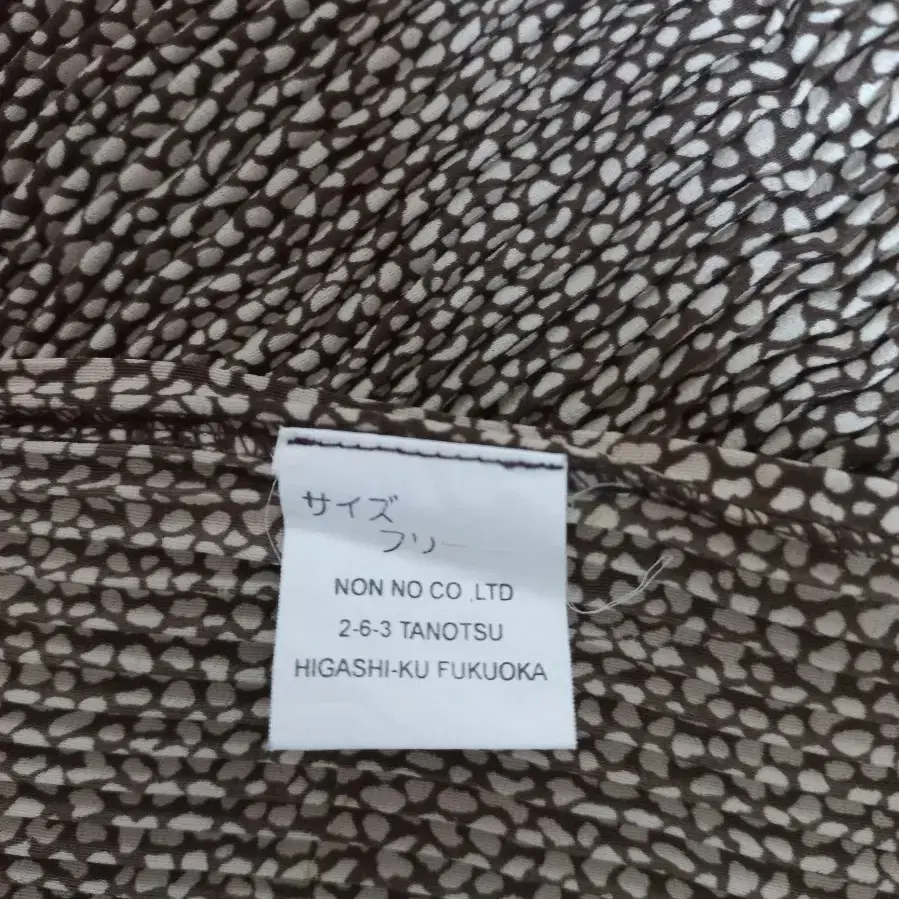 サイズ
フリー
NON NO CO ,LTD
2-6-3 TANOTSU
HIGASHI-KU FUKUOKA